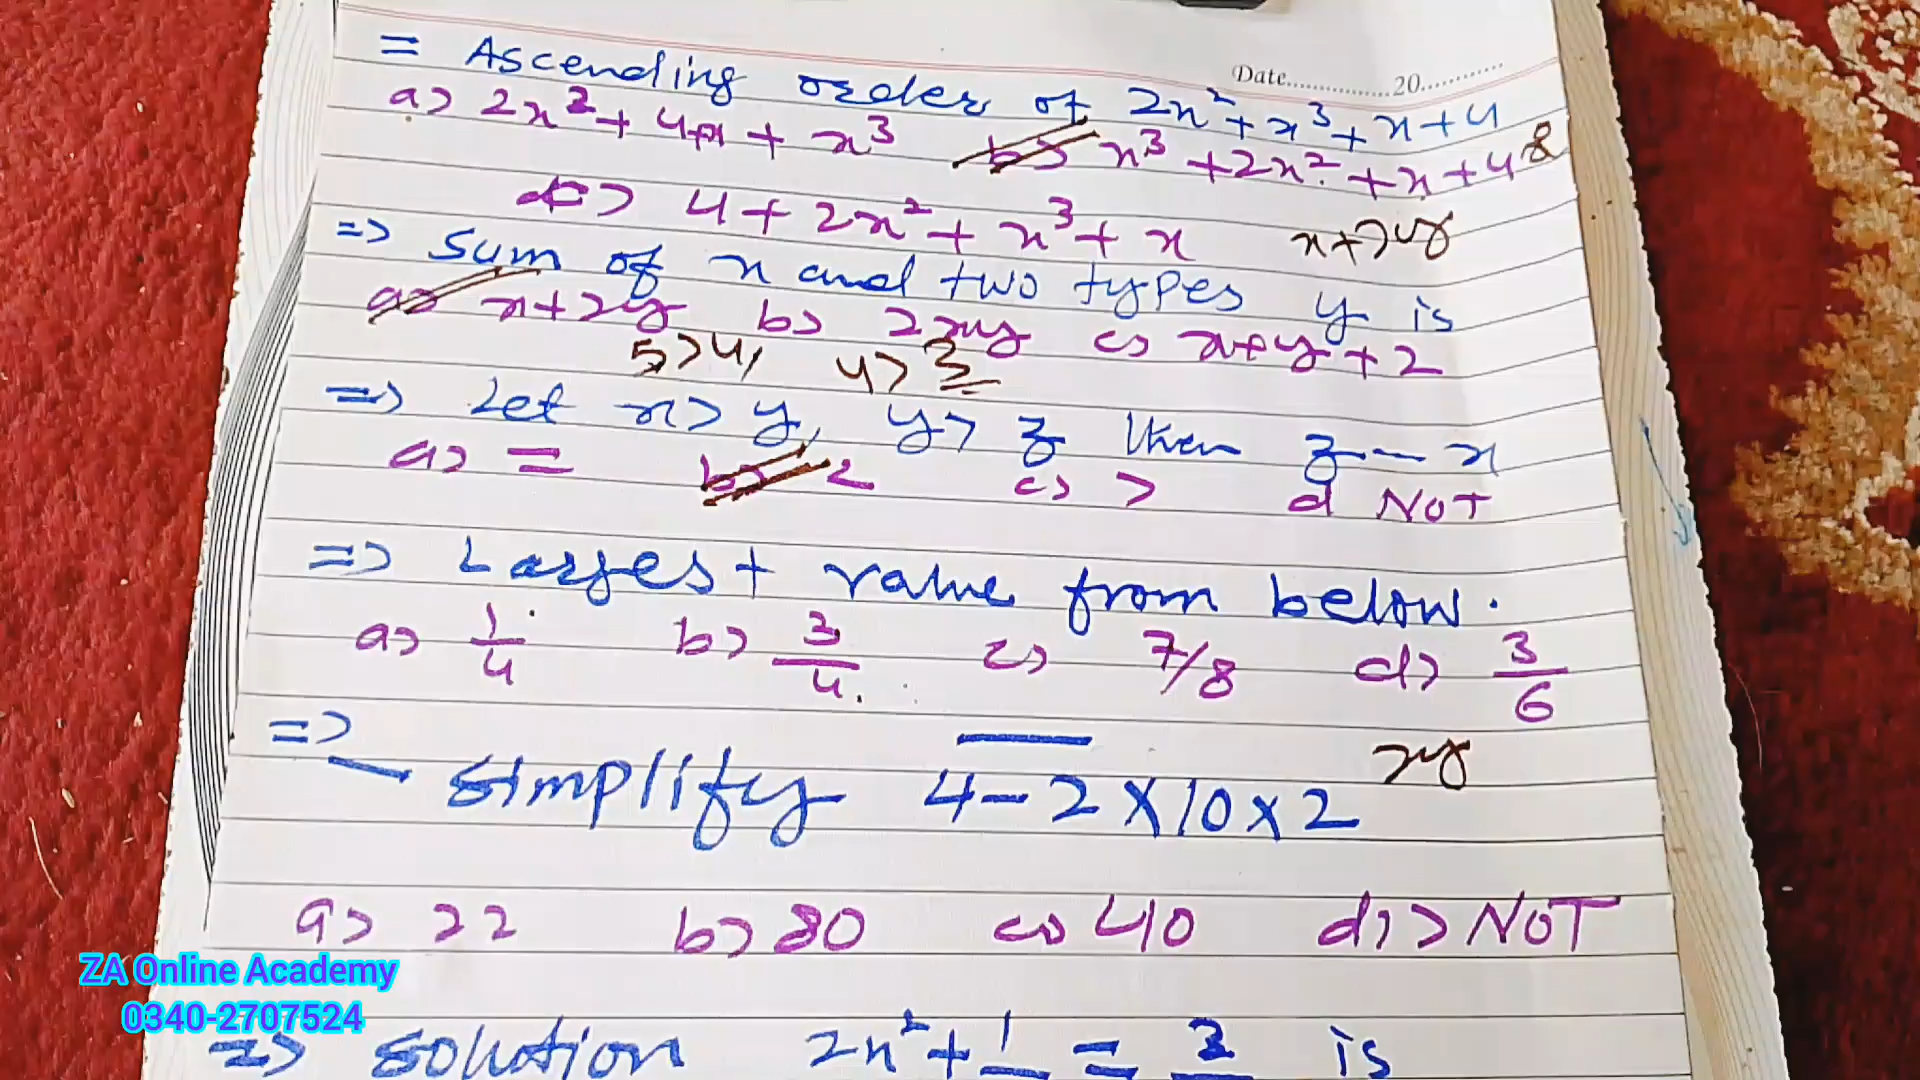 Date..............20...........
= Ascending order of 2x²+x³+x+4
a> 2x²+4+x+x³ b> x³+2x²+x+4
c> 4+2x²+x³+x x+2y
=> Sum of x and two types y is
a> x+2y b> 2xy c> x+y+2
5>4, 4>3
=> Let x>y, y>z then z—x
a> = b> < c> > d NOT
=> Largest value from below.
a> 1/4 b> 3/4 c> 7/8 d> 3/6
=> Simplify 4-2×10×2
a> 22 b> 80 c> 40 d> > NOT
ZA Online Academy
0340-2707524
=> solution 2x²+1 = 3 is